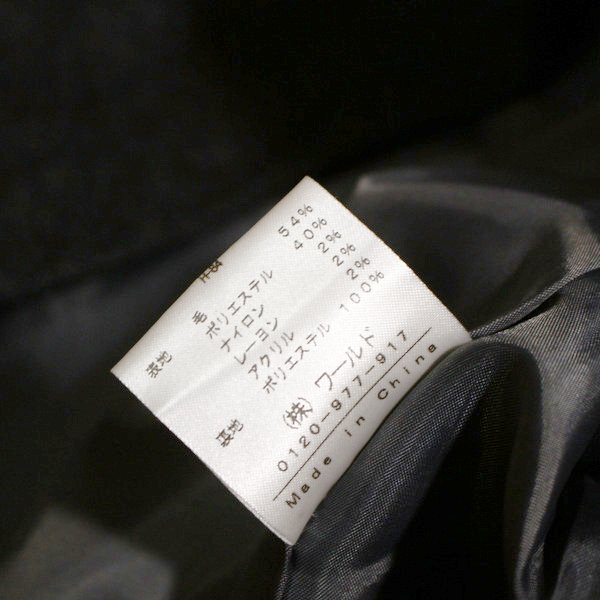 表地 毛 54%
ポリエステル 40%
ナイロン 2%
レーヨン 2%
アクリル 2%
裏地 ポリエステル 100%
(株) ワールド
0120-977-917
Made in China